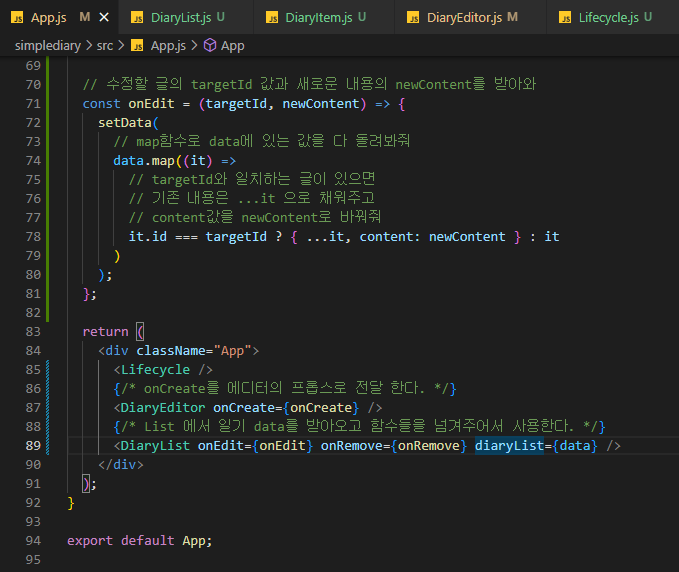 App.js M DiaryList.js U DiaryItem.js U DiaryEditor.js M Lifecycle.js U
simplediary > src > App.js > App
69
70 // 수정할 글의 targetId 값과 새로운 내용의 newContent를 받아와
71 const onEdit = (targetId, newContent) => {
72 setData(
73 // map함수로 data에 있는 값을 다 돌려봐줘
74 data.map((it) =>
75 // targetId와 일치하는 글이 있으면
76 // 기존 내용은 ...it 으로 채워주고
77 // content값을 newContent로 바꿔줘
78 it.id === targetId ? { ...it, content: newContent } : it
79 )
80 );
81 };
82
83 return (
84 <div className="App">
85 <Lifecycle />
86 {/* onCreate를 에디터의 프롭스로 전달 한다. */}
87 <DiaryEditor onCreate={onCreate} />
88 {/* List 에서 일기 data를 받아오고 함수들을 넘겨주어서 사용한다. */}
89 <DiaryList onEdit={onEdit} onRemove={onRemove} diaryList={data} />
90 </div>
91 );
92 }
93
94 export default App;
95